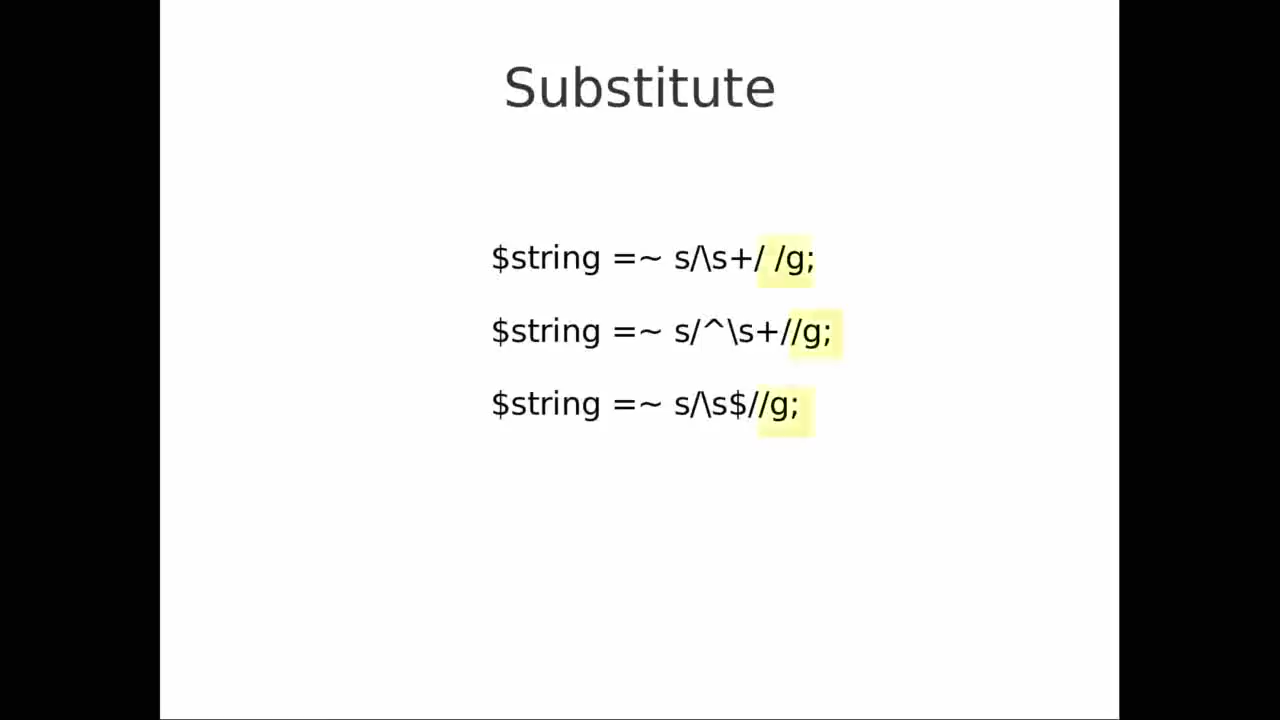 Substitute
$string =~ s/\s+/ /g;
$string =~ s/^\s+//g;
$string =~ s/\s$//g;